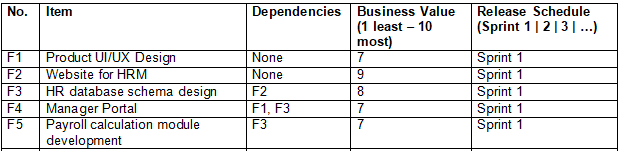 No. Item Dependencies Business Value Release Schedule
(1 least – 10 (Sprint 1 | 2 | 3 | …)
most)
F1 Product UI/UX Design None 7 Sprint 1
F2 Website for HRM None 9 Sprint 1
F3 HR database schema design F2 8 Sprint 1
F4 Manager Portal F1, F3 7 Sprint 1
F5 Payroll calculation module F3 7 Sprint 1
development